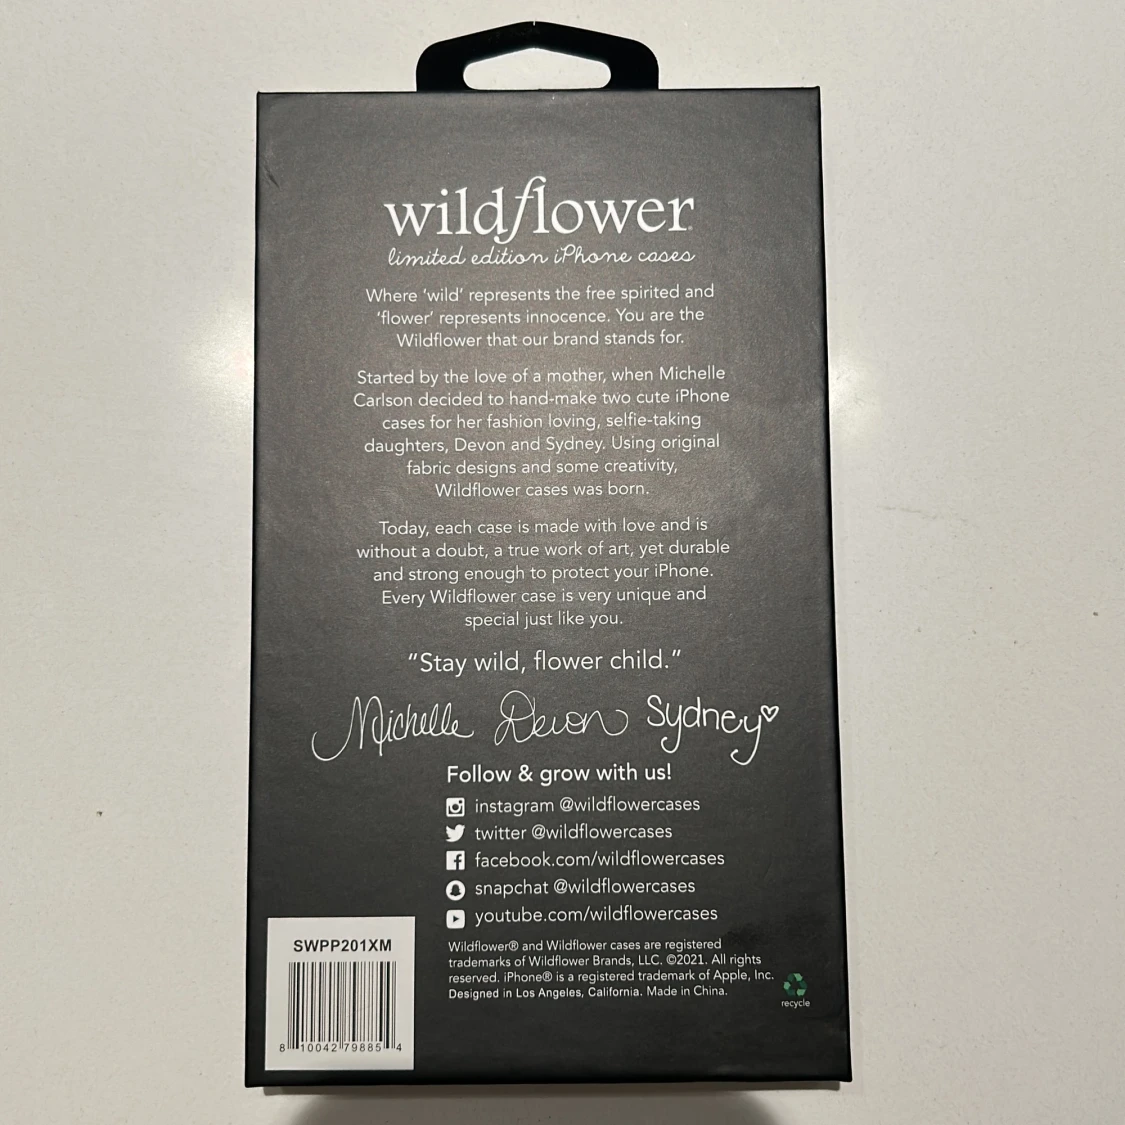 wildflower
limited edition iPhone cases
Where ‘wild’ represents the free spirited and
‘flower’ represents innocence. You are the
Wildflower that our brand stands for.
Started by the love of a mother, when Michelle
Carlson decided to hand-make two cute iPhone
cases for her fashion loving, selfie-taking
daughters, Devon and Sydney. Using original
fabric designs and some creativity,
Wildflower cases was born.
Today, each case is made with love and is
without a doubt, a true work of art, yet durable
and strong enough to protect your iPhone.
Every Wildflower case is very unique and
special just like you.
“Stay wild, flower child.”
Michelle Devon Sydney
Follow & grow with us!
instagram @wildflowercases
twitter @wildflowercases
facebook.com/wildflowercases
snapchat @wildflowercases
youtube.com/wildflowercases
Wildflower® and Wildflower cases are registered
trademarks of Wildflower Brands, LLC. ©2021. All rights
reserved. iPhone® is a registered trademark of Apple, Inc.
Designed in Los Angeles, California. Made in China.
recycle
SWPP201XM
8 10042 79885 4